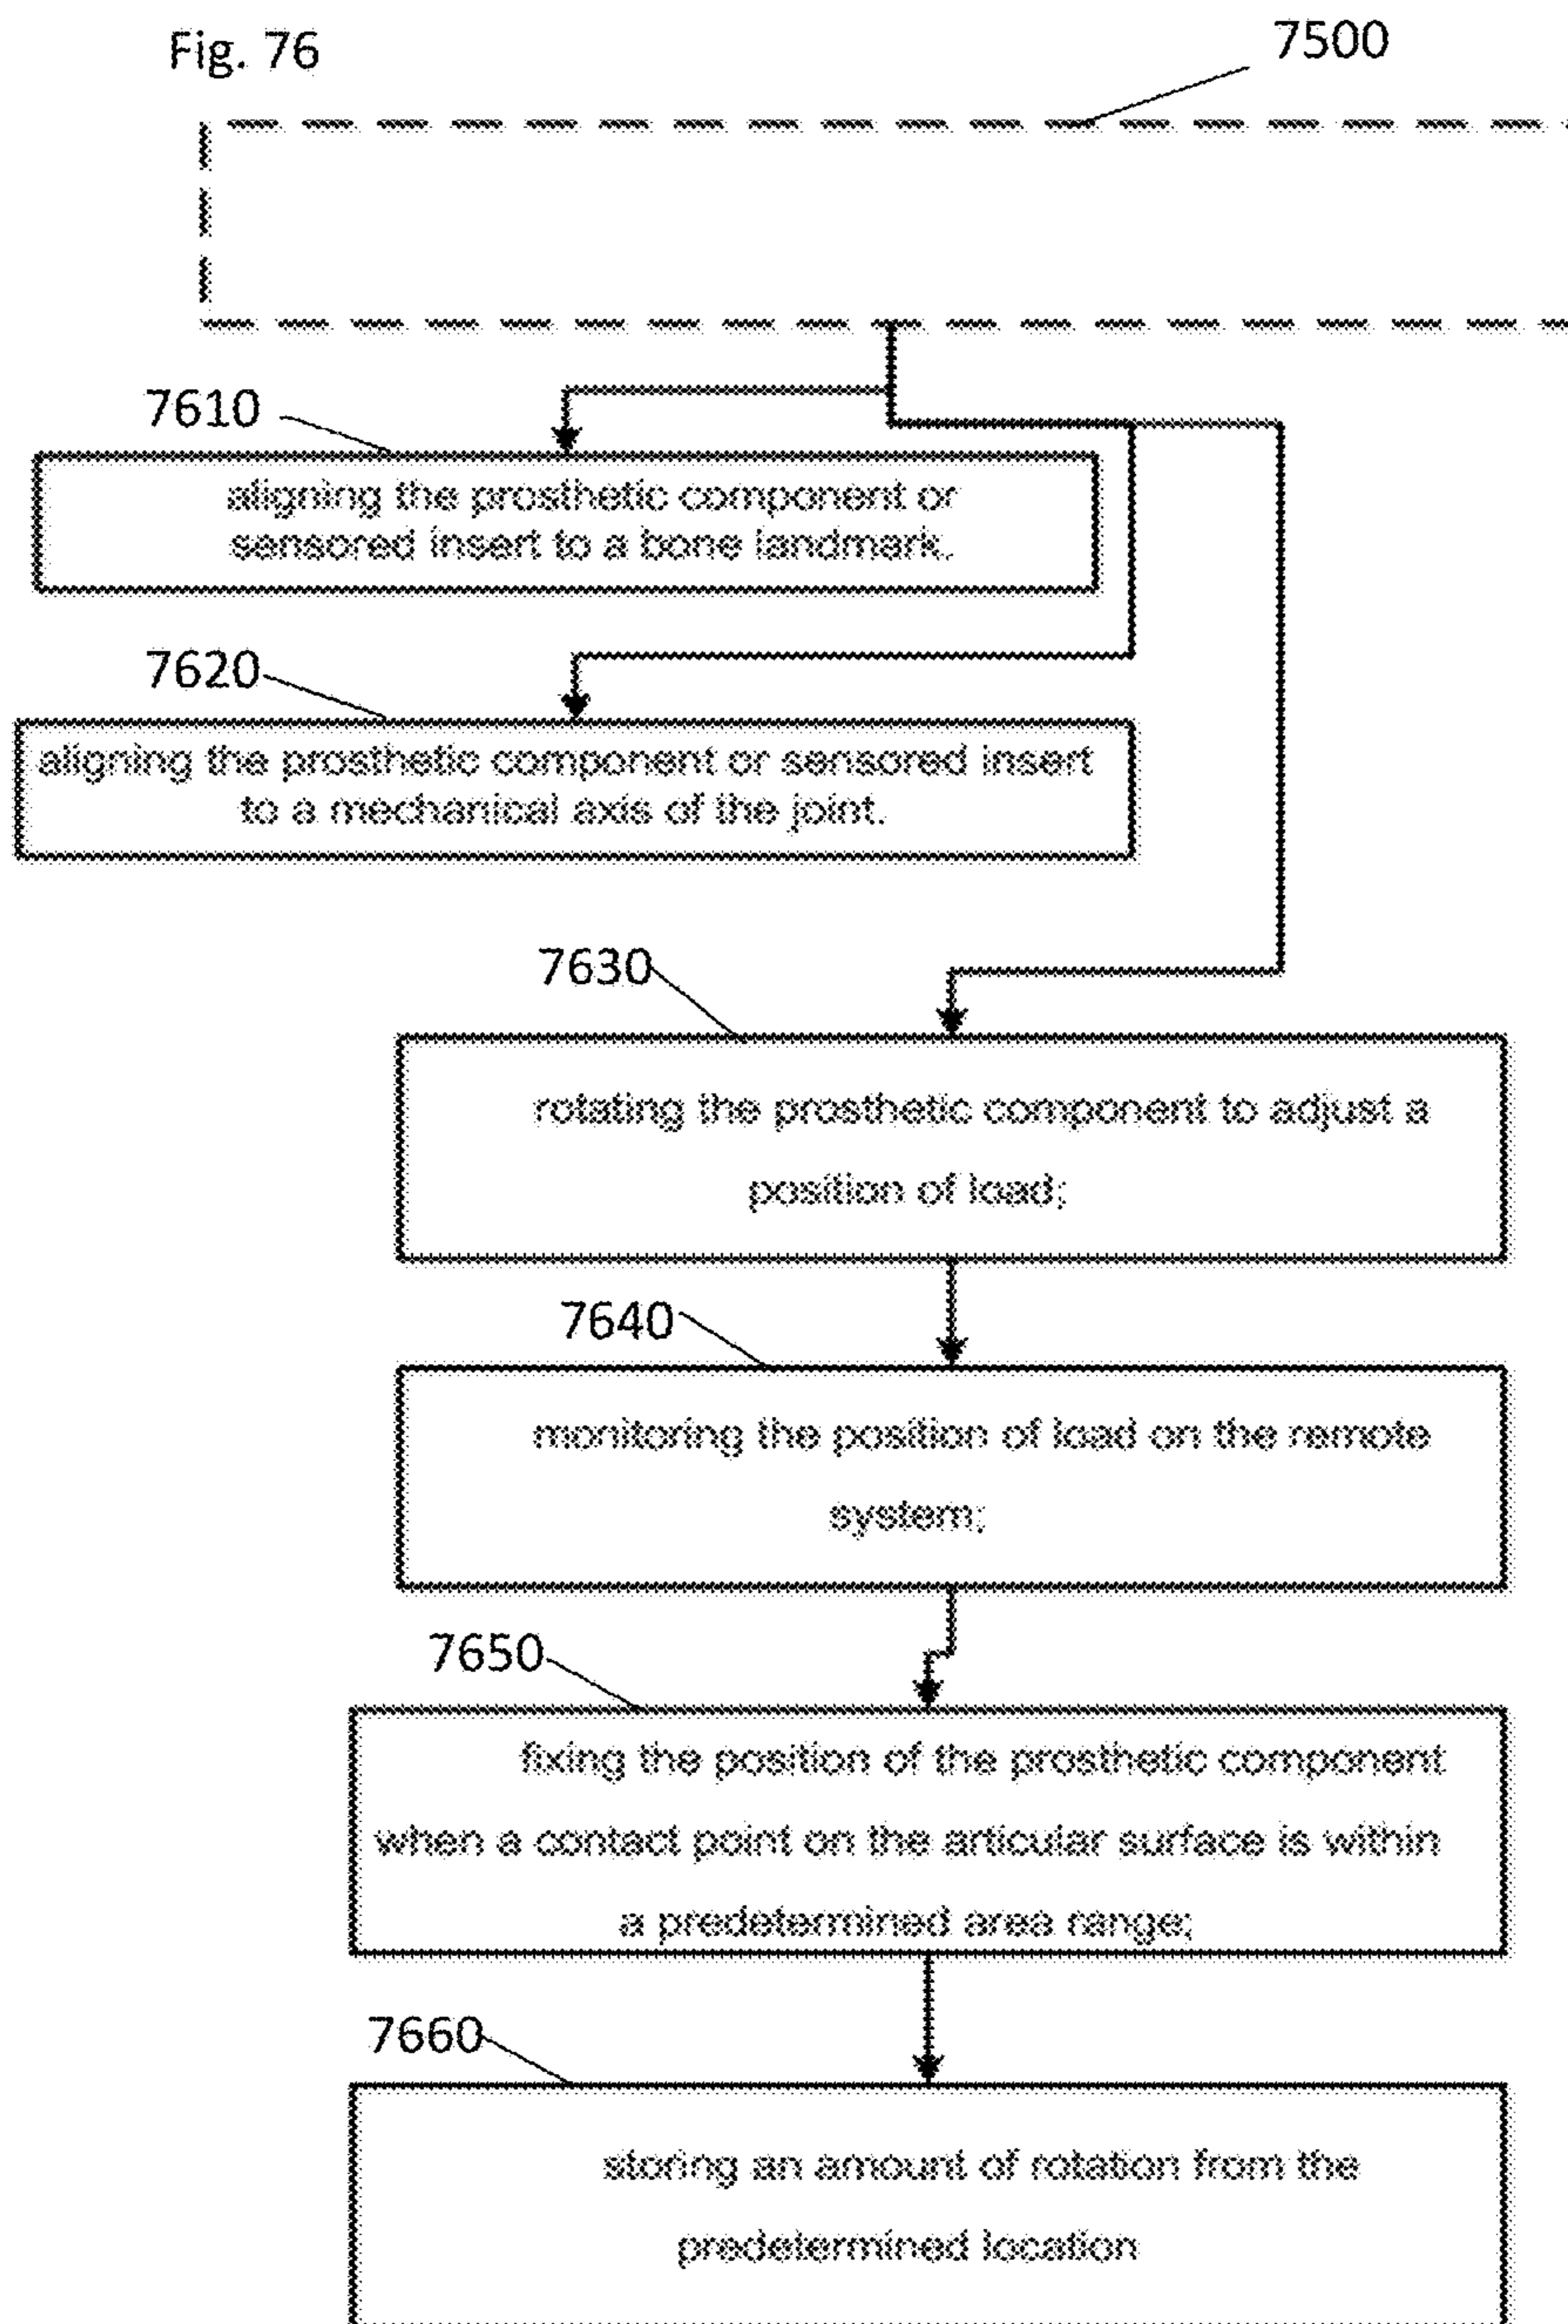 Fig. 76
7500
7610
aligning the prosthetic component or
sensored insert to a bone landmark.
7620
aligning the prosthetic component or sensored insert
to a mechanical axis of the joint.
7630
rotating the prosthetic component to adjust a
position of load;
7640
monitoring the position of load on the remote
system;
7650
fixing the position of the prosthetic component
when a contact point on the articular surface is within
a predetermined area range;
7660
storing an amount of rotation from the
predetermined location